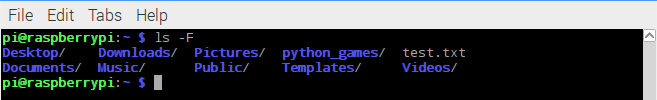 File Edit Tabs Help
pi@raspberrypi:~ $ ls -F
Desktop/ Downloads/ Pictures/ python_games/ test.txt
Documents/ Music/ Public/ Templates/ Videos/
pi@raspberrypi:~ $